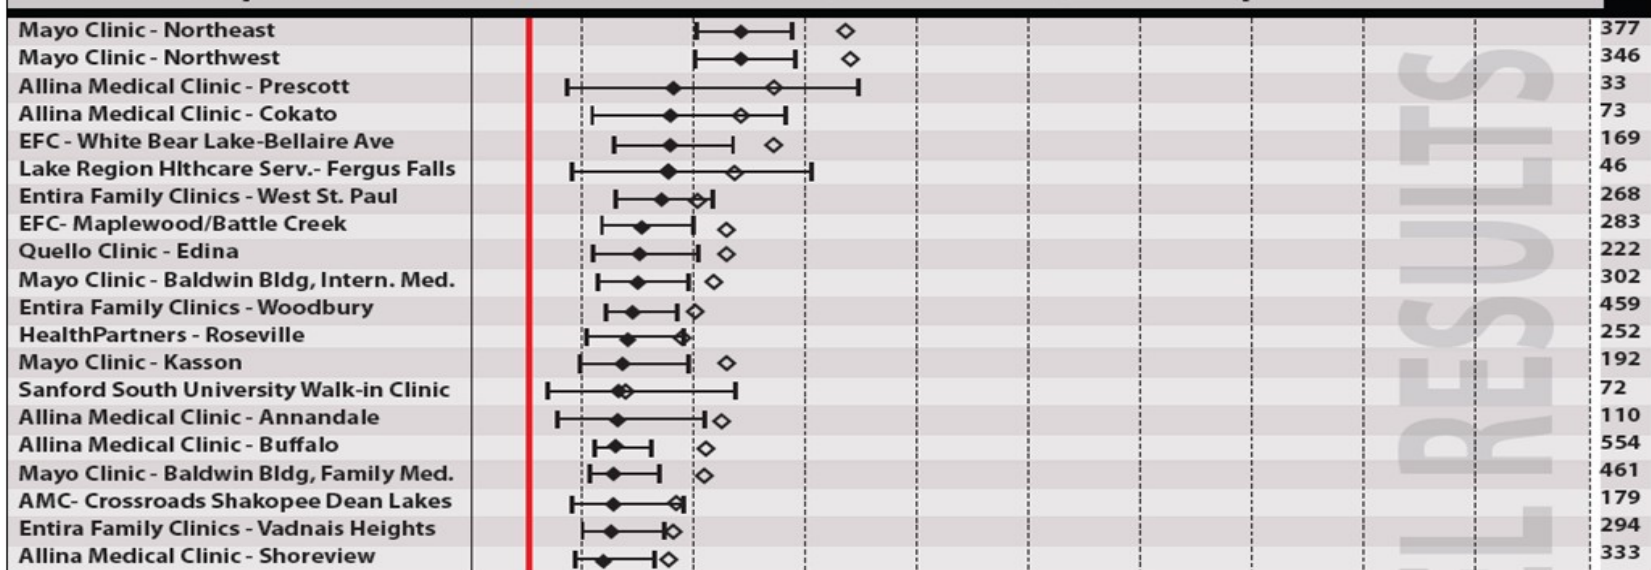 Mayo Clinic - Northeast 377
Mayo Clinic - Northwest 346
Allina Medical Clinic - Prescott 33
Allina Medical Clinic - Cokato 73
EFC - White Bear Lake-Bellaire Ave 169
Lake Region Hlthcare Serv.- Fergus Falls 46
Entira Family Clinics - West St. Paul 268
EFC- Maplewood/Battle Creek 283
Quello Clinic - Edina 222
Mayo Clinic - Baldwin Bldg, Intern. Med. 302
Entira Family Clinics - Woodbury 459
HealthPartners - Roseville 252
Mayo Clinic - Kasson 192
Sanford South University Walk-in Clinic 72
Allina Medical Clinic - Annandale 110
Allina Medical Clinic - Buffalo 554
Mayo Clinic - Baldwin Bldg, Family Med. 461
AMC- Crossroads Shakopee Dean Lakes 179
Entira Family Clinics - Vadnais Heights 294
Allina Medical Clinic - Shoreview 333
RESULTS